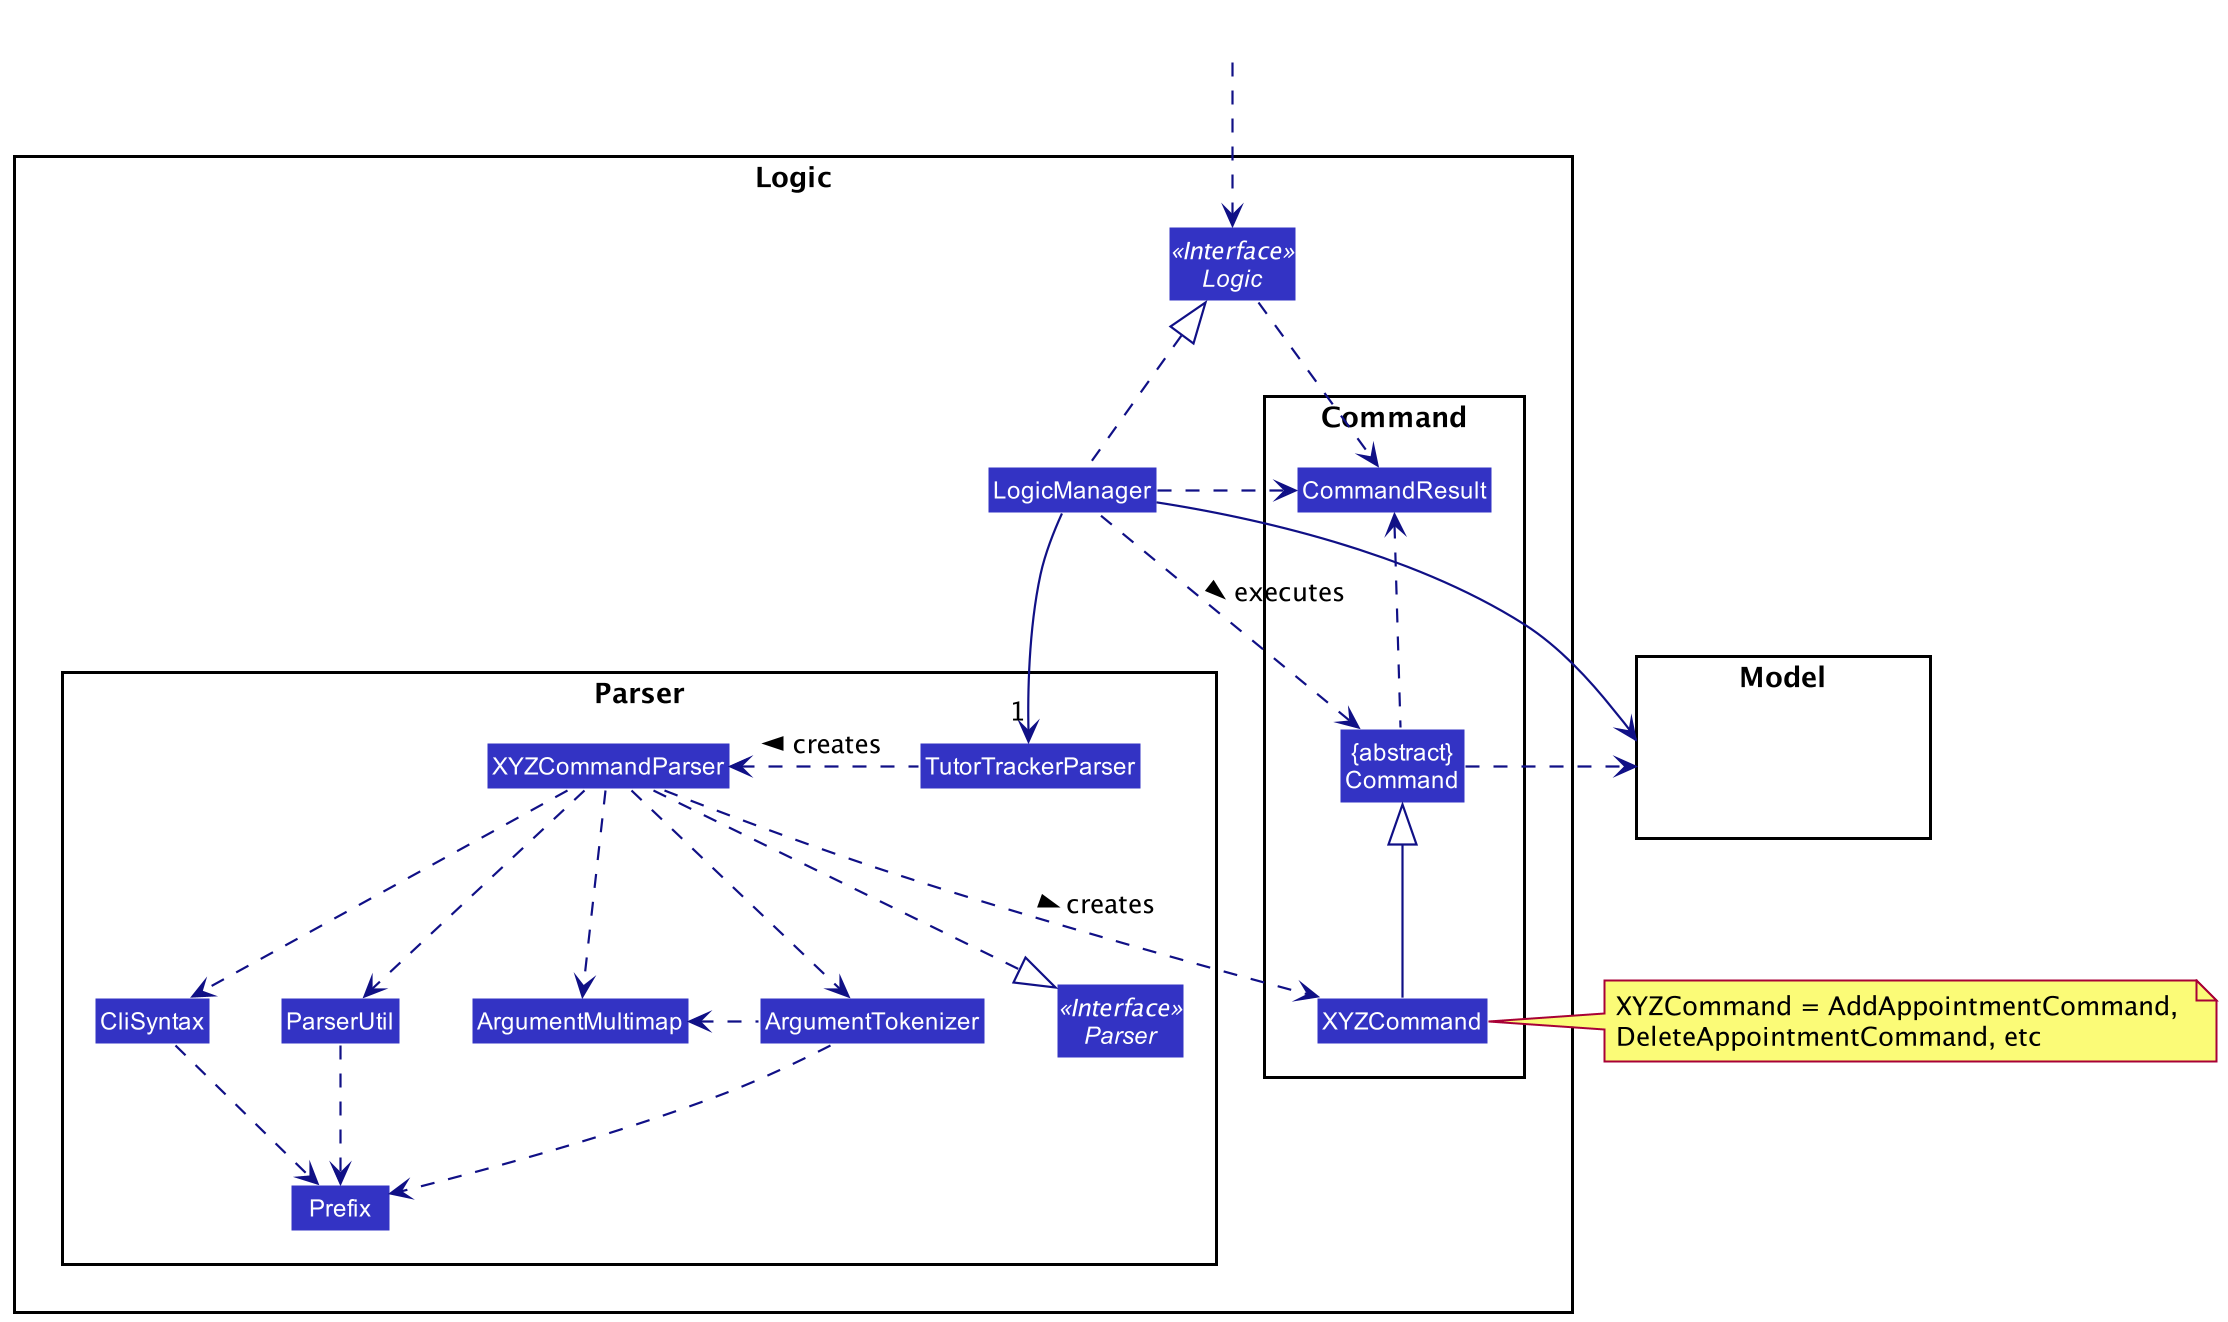 Logic
«Interface»
Logic
Command
LogicManager
CommandResult
executes
Parser
Model
1
XYZCommandParser
creates
TutorTrackerParser
{abstract}
Command
creates
CliSyntax
ParserUtil
ArgumentMultimap
ArgumentTokenizer
«Interface»
Parser
XYZCommand
XYZCommand = AddAppointmentCommand,
DeleteAppointmentCommand, etc
Prefix